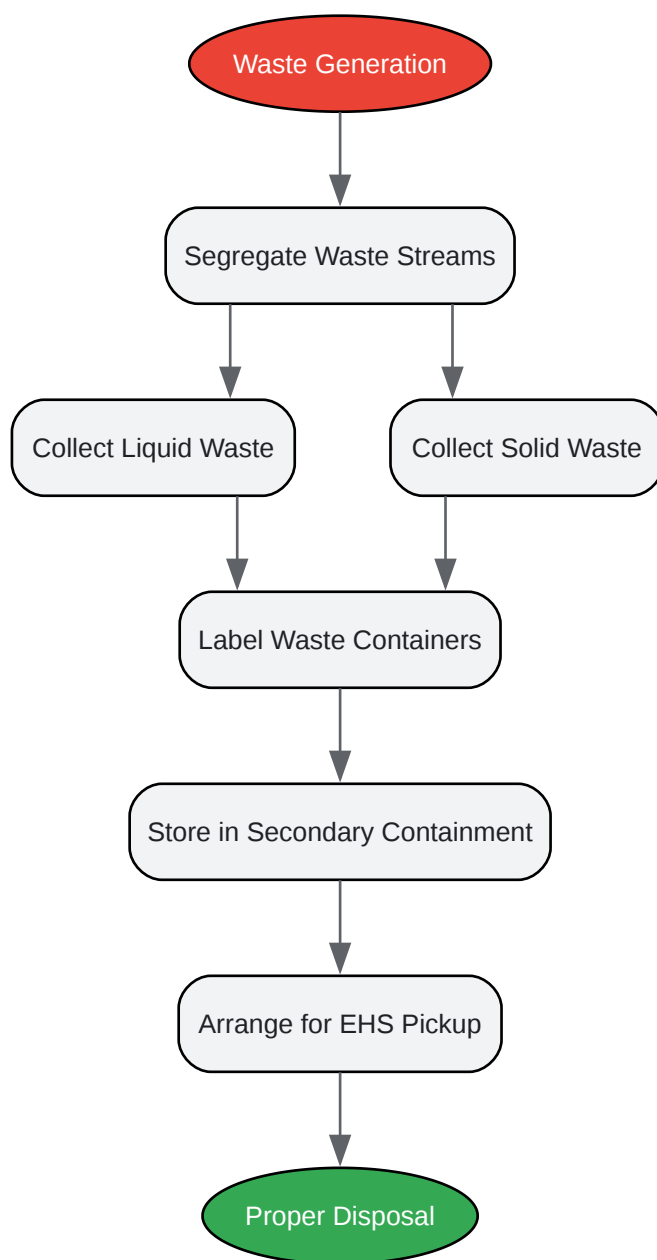 Waste Generation
Segregate Waste Streams
Collect Liquid Waste
Collect Solid Waste
Label Waste Containers
Store in Secondary Containment
Arrange for EHS Pickup
Proper Disposal